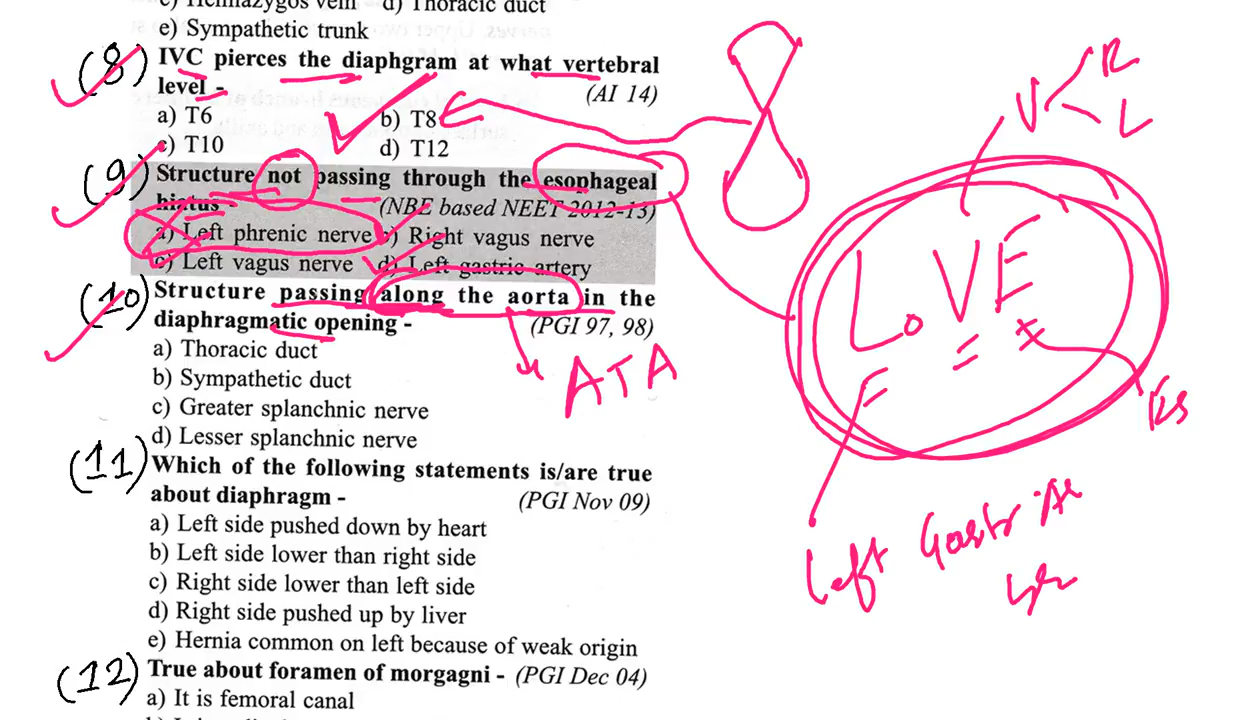 c) Hemiazygos vein d) Thoracic duct
e) Sympathetic trunk
(8) IVC pierces the diaphgram at what vertebral
level - (AI 14)
a) T6 b) T8
c) T10 d) T12
(9) Structure not passing through the esophageal
hiatus - (NBE based NEET 2012-13)
a) Left phrenic nerve b) Right vagus nerve
c) Left vagus nerve d) Left gastric artery
(10) Structure passing along the aorta in the
diaphragmatic opening - (PGI 97, 98)
a) Thoracic duct
b) Sympathetic duct
c) Greater splanchnic nerve
d) Lesser splanchnic nerve
(11) Which of the following statements is/are true
about diaphragm - (PGI Nov 09)
a) Left side pushed down by heart
b) Left side lower than right side
c) Right side lower than left side
d) Right side pushed up by liver
e) Hernia common on left because of weak origin
(12) True about foramen of morgagni - (PGI Dec 04)
a) It is femoral canal
8
V R
L
LoVE
ATA
Left Gastric